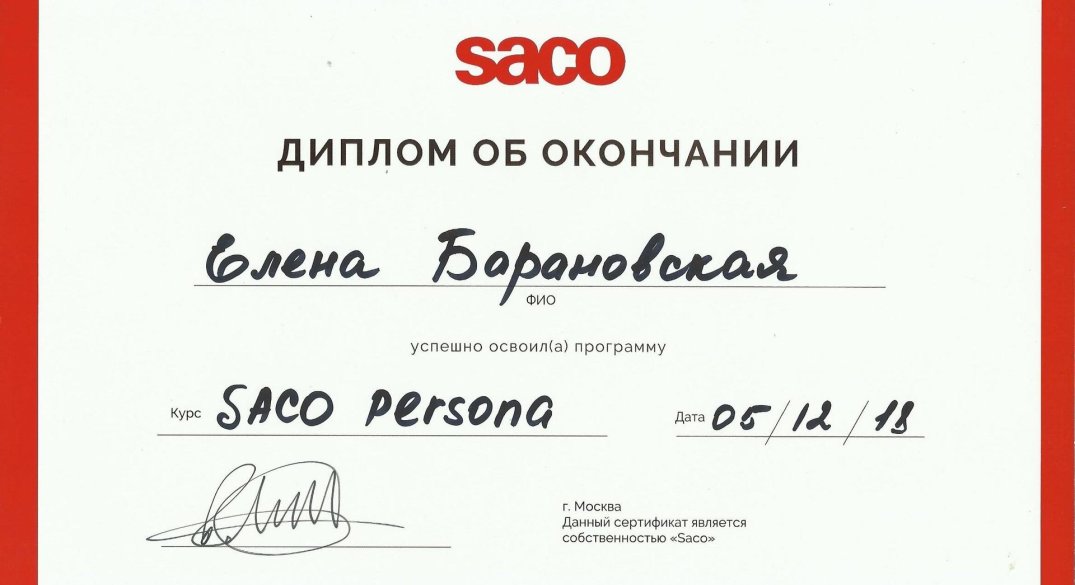 saco
ДИПЛОМ ОБ ОКОНЧАНИИ
Елена Барановская
ФИО
успешно освоил(а) программу
Курс SACO Persona Дата 05/12/18
г. Москва
Данный сертификат является
собственностью «Saco»